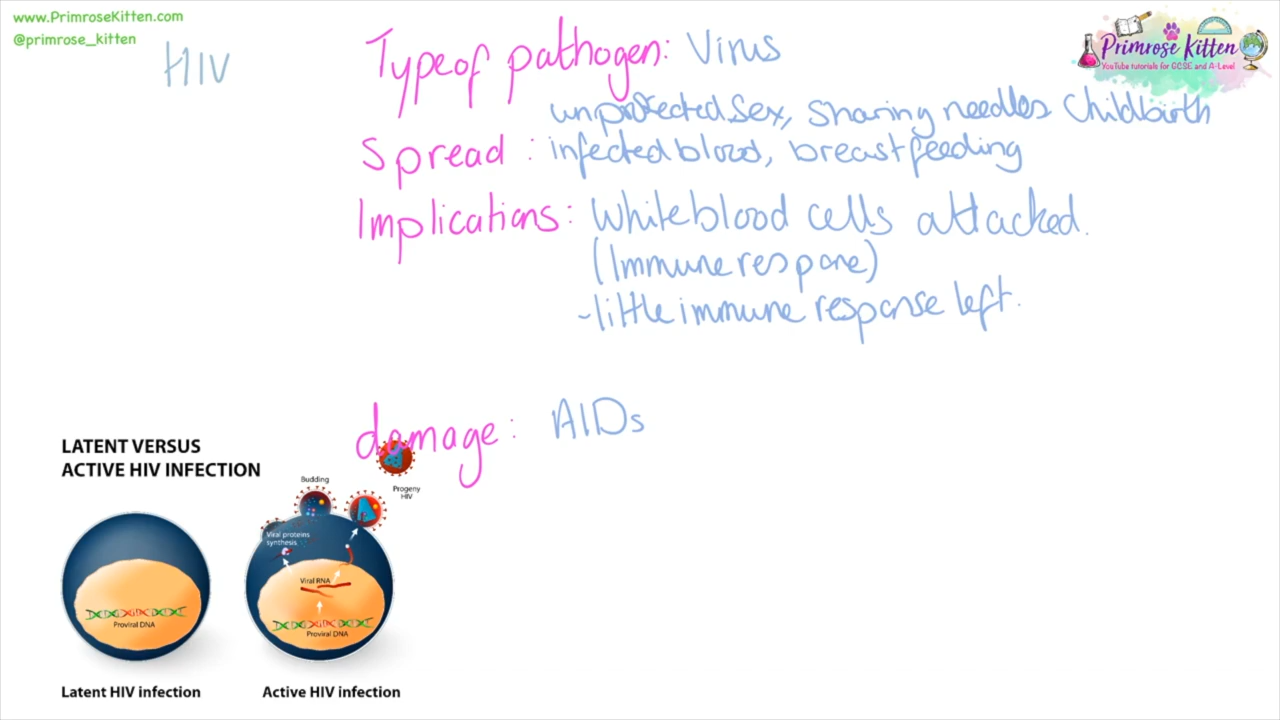 www.PrimroseKitten.com
@primrose_kitten
Primrose Kitten
YouTube tutorials for GCSE and A-Level
HIV
Type of pathogen: Virus
unprotected sex, sharing needles childbirth
Spread : infected blood, breastfeeding
Implications: White blood cells attacked.
(Immune respone)
- little immune response left.
damage: AIDs
LATENT VERSUS
ACTIVE HIV INFECTION
Budding
Progeny
HIV
Viral proteins
synthesis
Viral RNA
Proviral DNA
Proviral DNA
Latent HIV infection
Active HIV infection